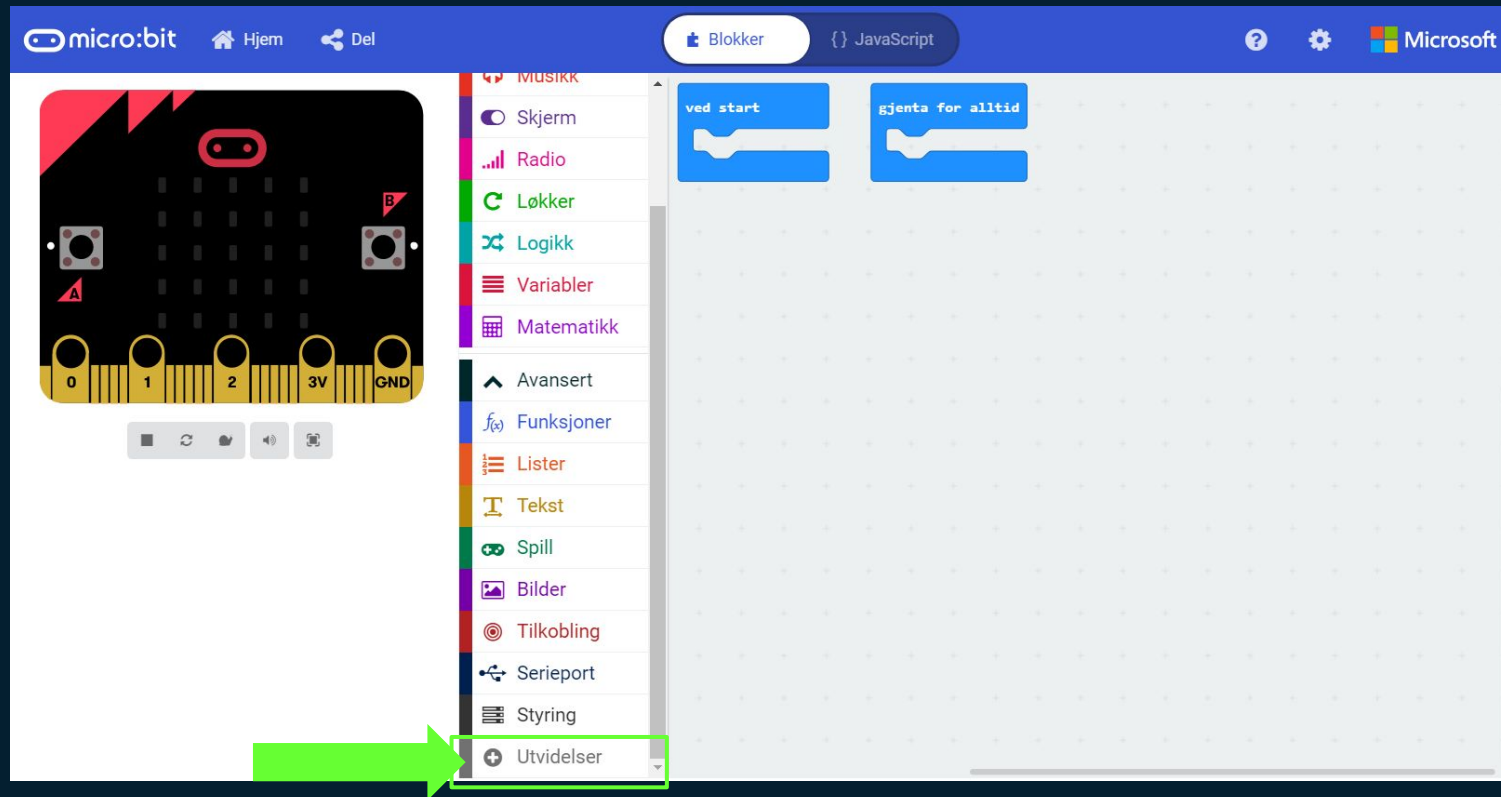 micro:bit
Hjem
Del
Blokker
{} JavaScript
Microsoft
B
A
0
1
2
3V
GND
Musikk
Skjerm
Radio
Løkker
Logikk
Variabler
Matematikk
Avansert
f(x) Funksjoner
Lister
Tekst
Spill
Bilder
Tilkobling
Serieport
Styring
Utvidelser
ved start
gjenta for alltid